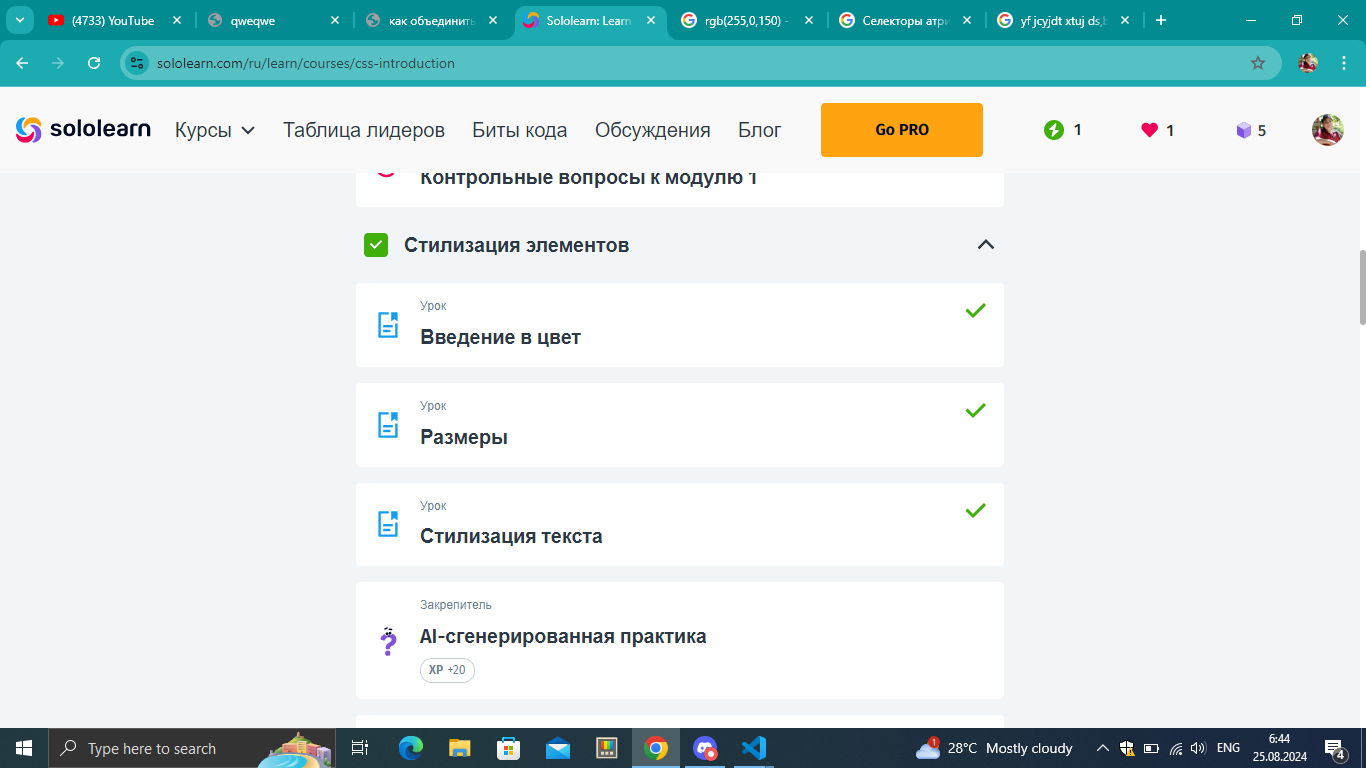 (4733) YouTube
qweqwe
как объединить
Sololearn: Learn
rgb(255,0,150) -
Селекторы атри
yf jcyjdt xtuj ds,b
sololearn.com/ru/learn/courses/css-introduction
sololearn
Курсы
Таблица лидеров
Биты кода
Обсуждения
Блог
Go PRO
1
1
5
Контрольные вопросы к модулю 1
Стилизация элементов
Урок
Введение в цвет
Урок
Размеры
Урок
Стилизация текста
Закрепитель
AI-сгенерированная практика
XP +20
Type here to search
1
28°C Mostly cloudy
ENG
6:44
25.08.2024
4